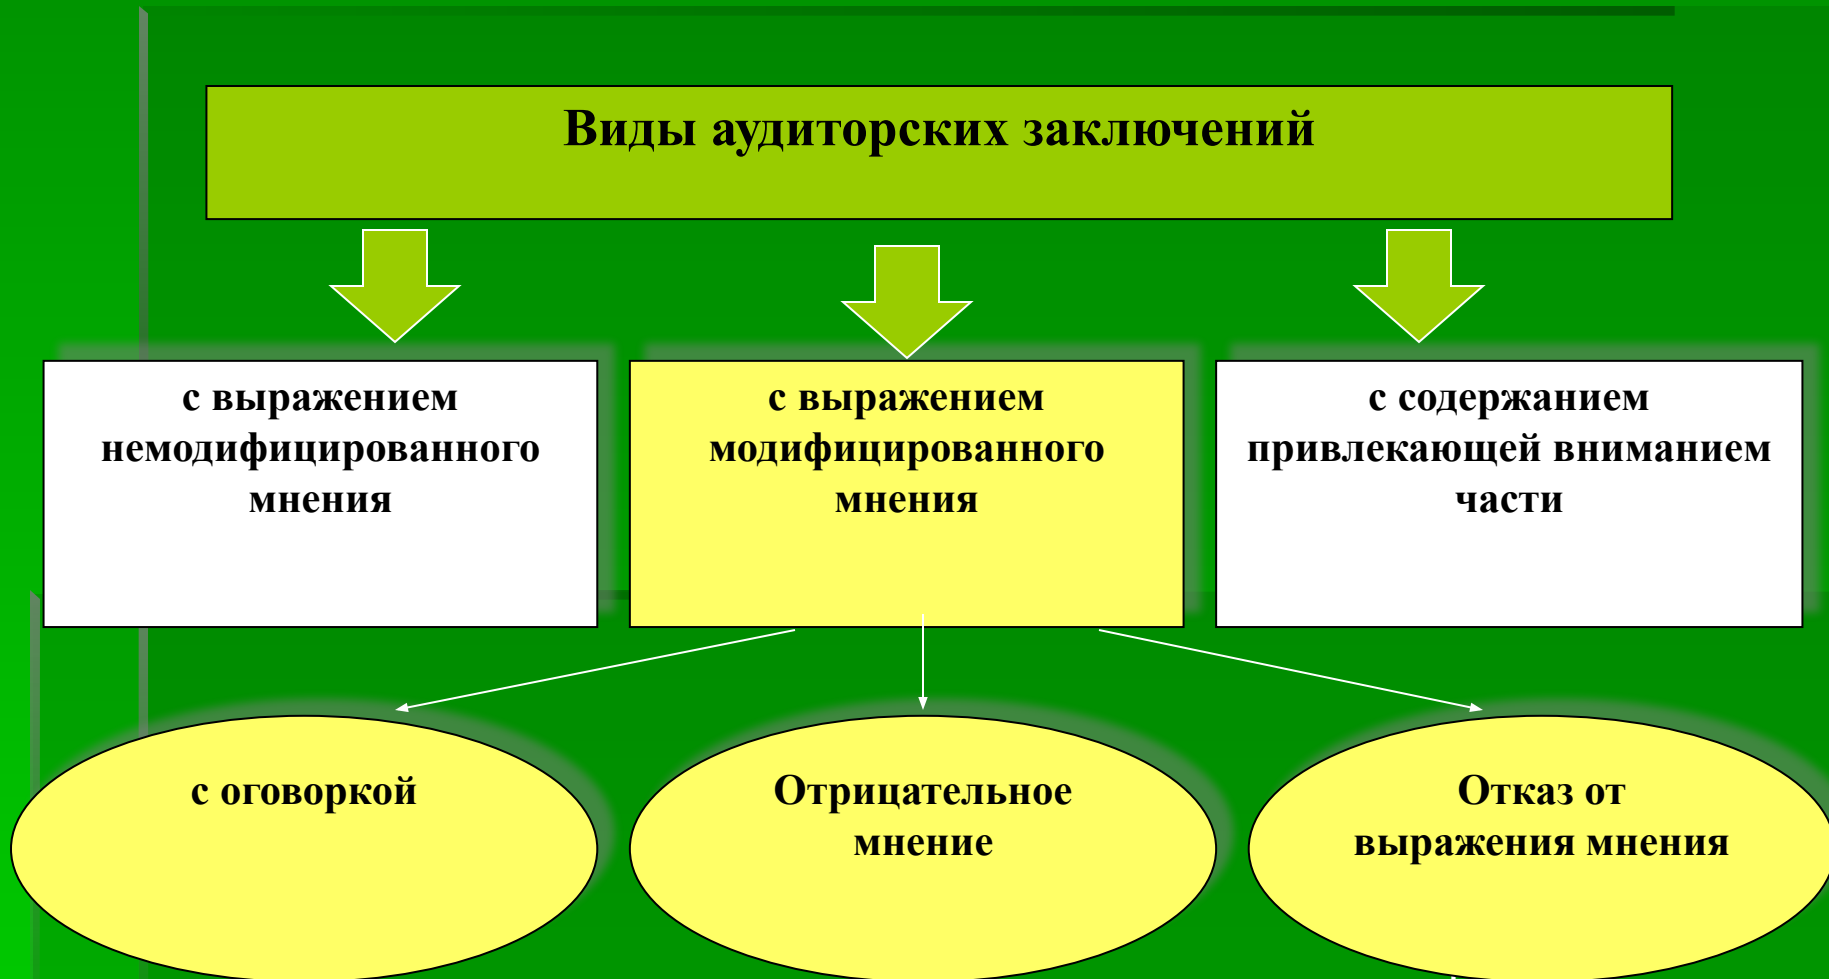 Виды аудиторских заключений
с выражением
немодифицированного
мнения
с выражением
модифицированного
мнения
с содержанием
привлекающей вниманием
части
с оговоркой
Отрицательное
мнение
Отказ от
выражения мнения